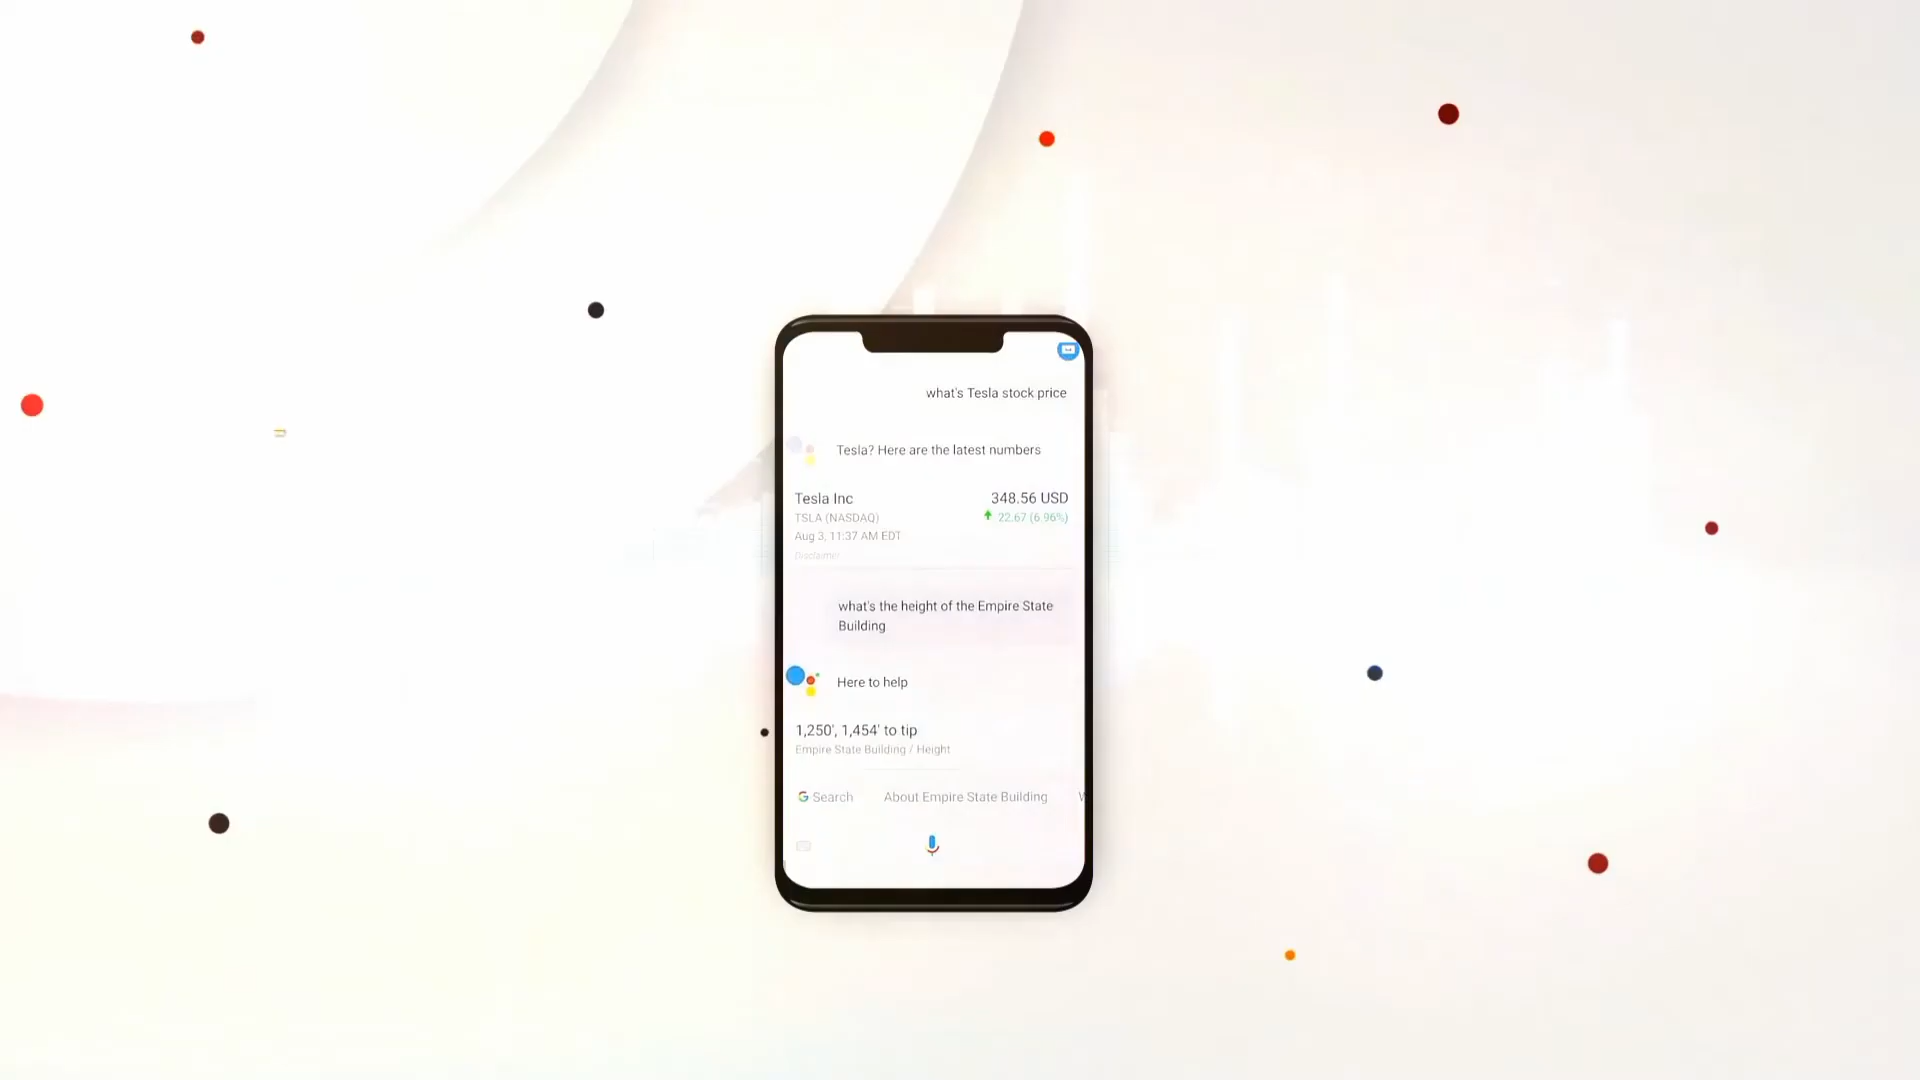 what's Tesla stock price
Tesla? Here are the latest numbers
Tesla Inc
348.56 USD
TSLA (NASDAQ)
22.67 (6.96%)
Aug 3, 11:37 AM EDT
Disclaimer
what's the height of the Empire State
Building
Here to help
1,250', 1,454' to tip
Empire State Building / Height
Search
About Empire State Building